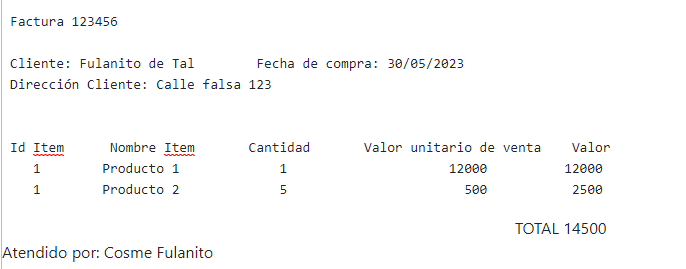 Factura 123456
Cliente: Fulanito de Tal Fecha de compra: 30/05/2023
Dirección Cliente: Calle falsa 123
Id Item Nombre Item Cantidad Valor unitario de venta Valor
1 Producto 1 1 12000 12000
1 Producto 2 5 500 2500
TOTAL 14500
Atendido por: Cosme Fulanito